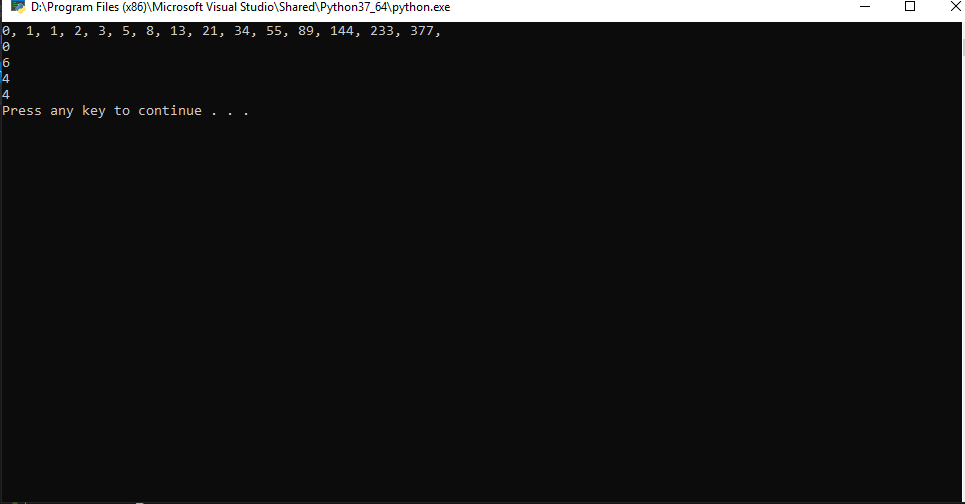 D:\Program Files (x86)\Microsoft Visual Studio\Shared\Python37_64\python.exe
0, 1, 1, 2, 3, 5, 8, 13, 21, 34, 55, 89, 144, 233, 377,
0
6
4
4
Press any key to continue . . .